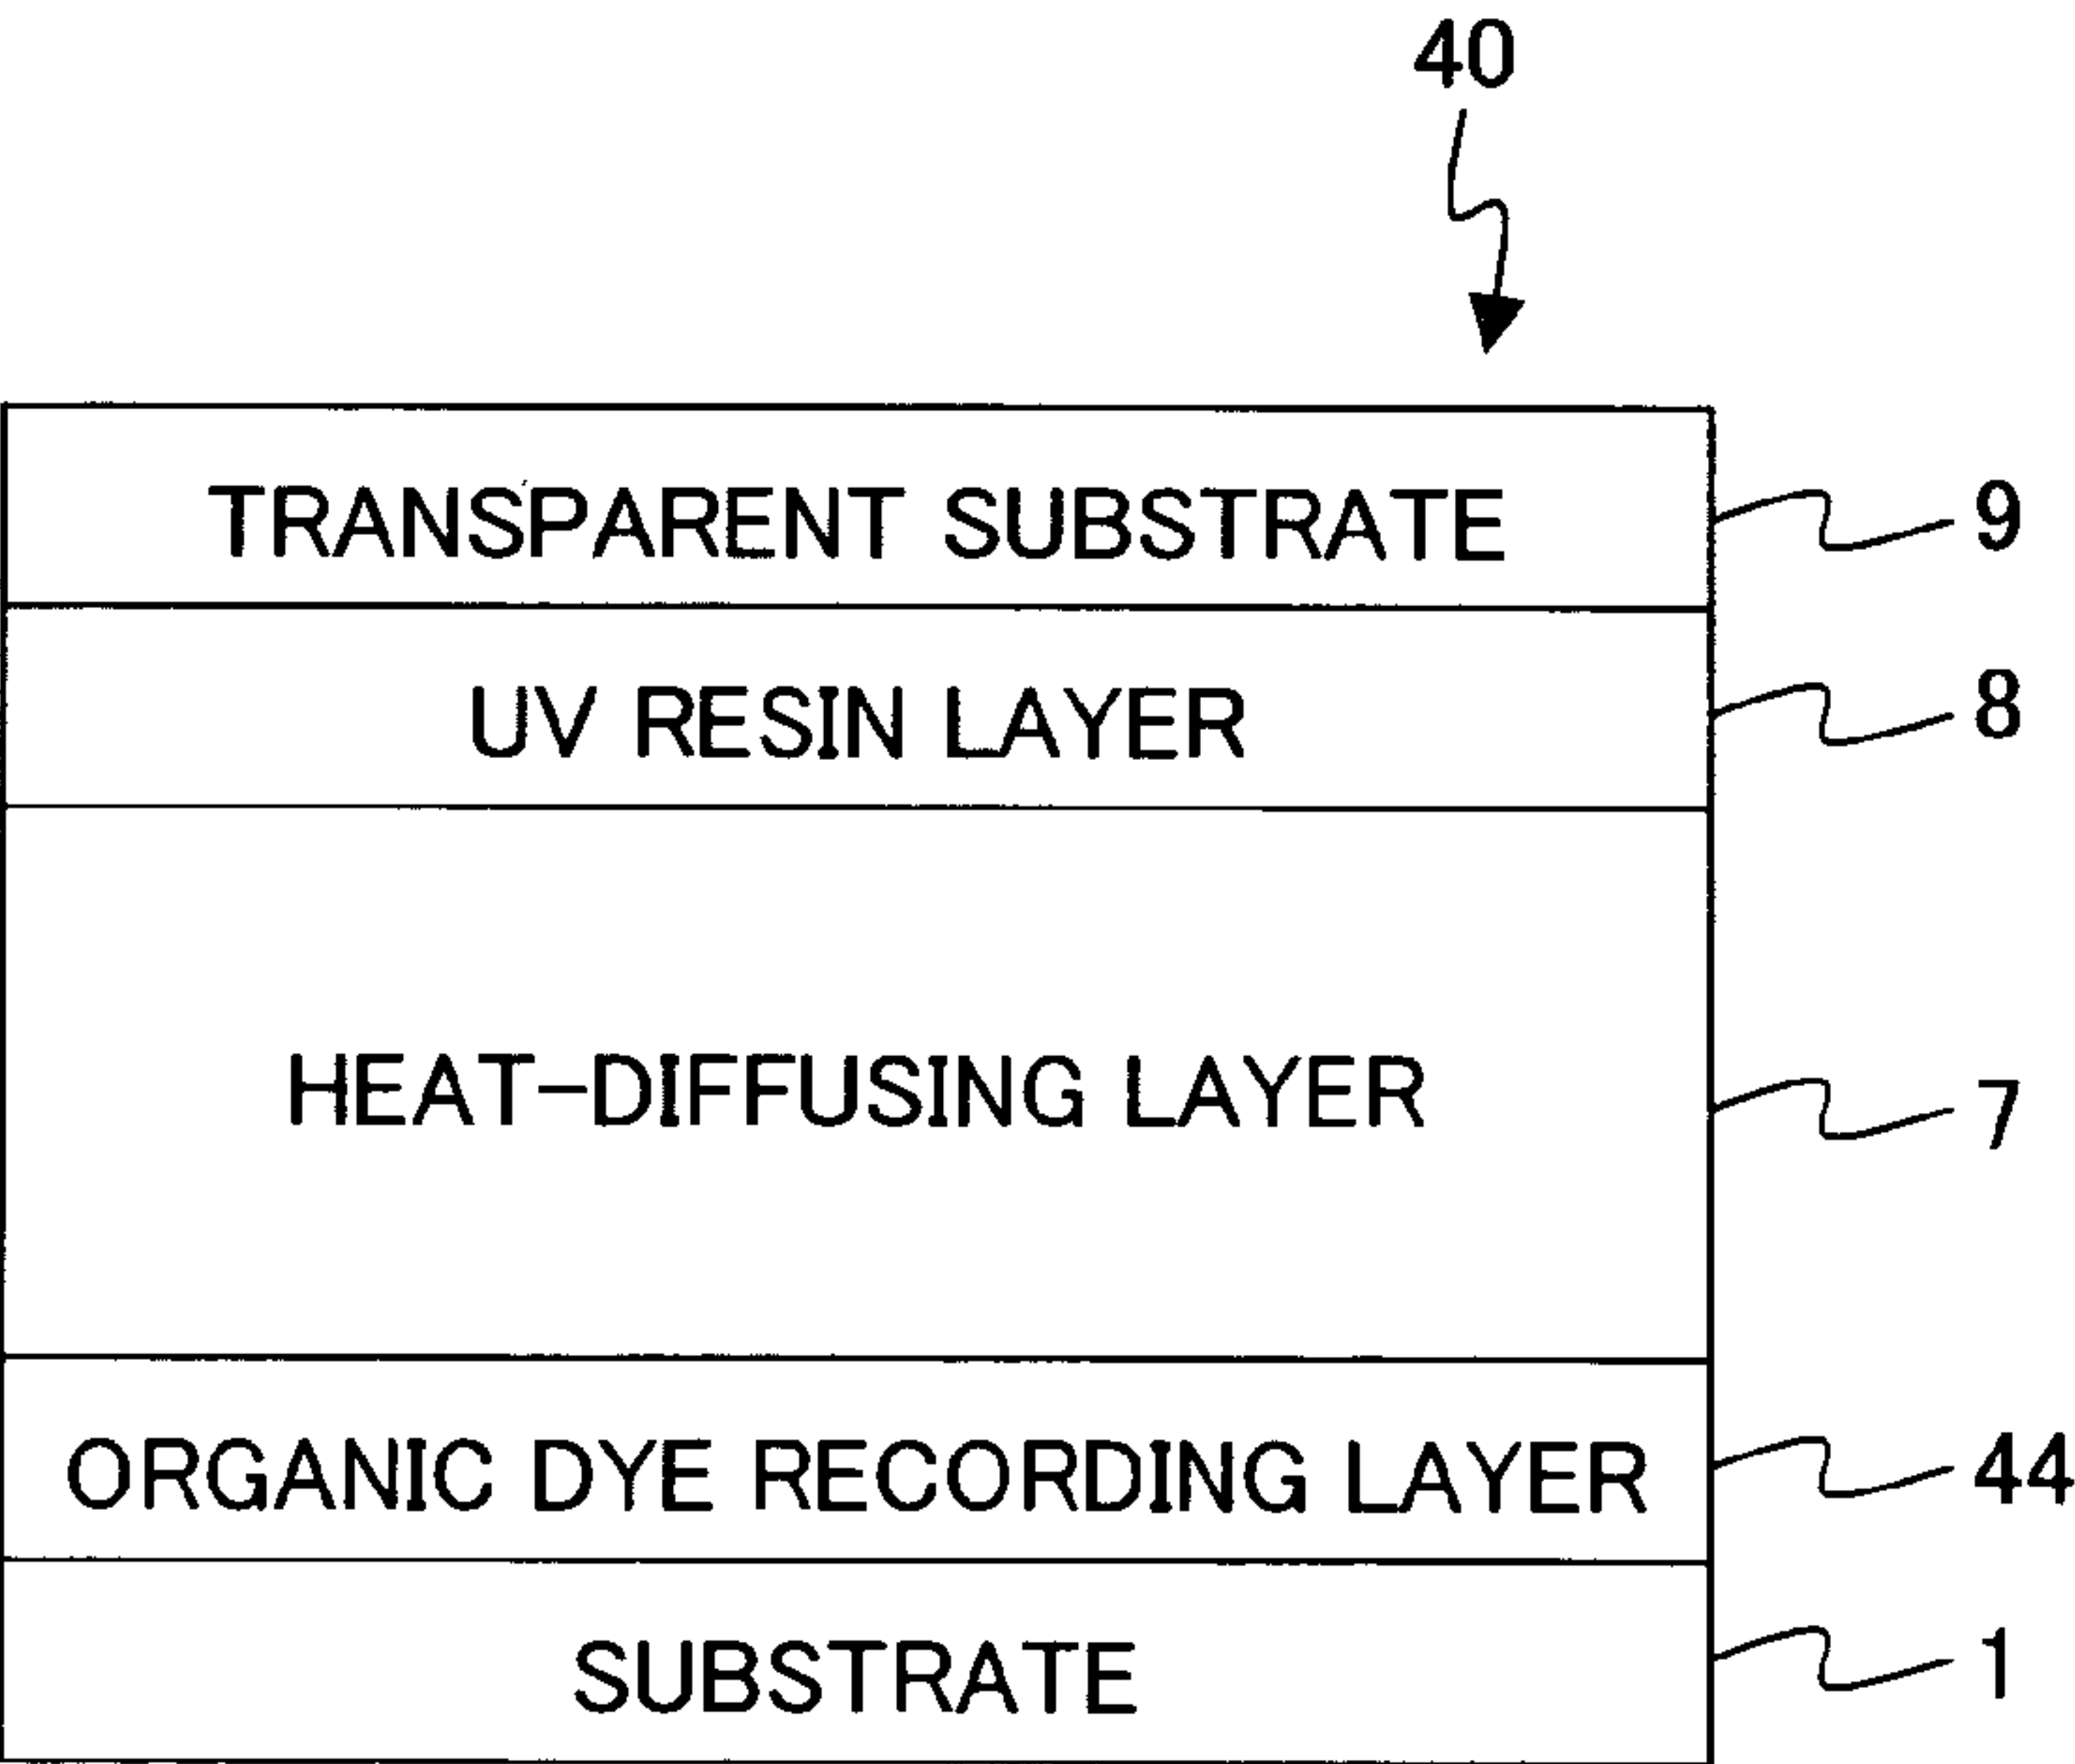 40
TRANSPARENT SUBSTRATE 9
UV RESIN LAYER 8
HEAT-DIFFUSING LAYER 7
ORGANIC DYE RECORDING LAYER 44
SUBSTRATE 1